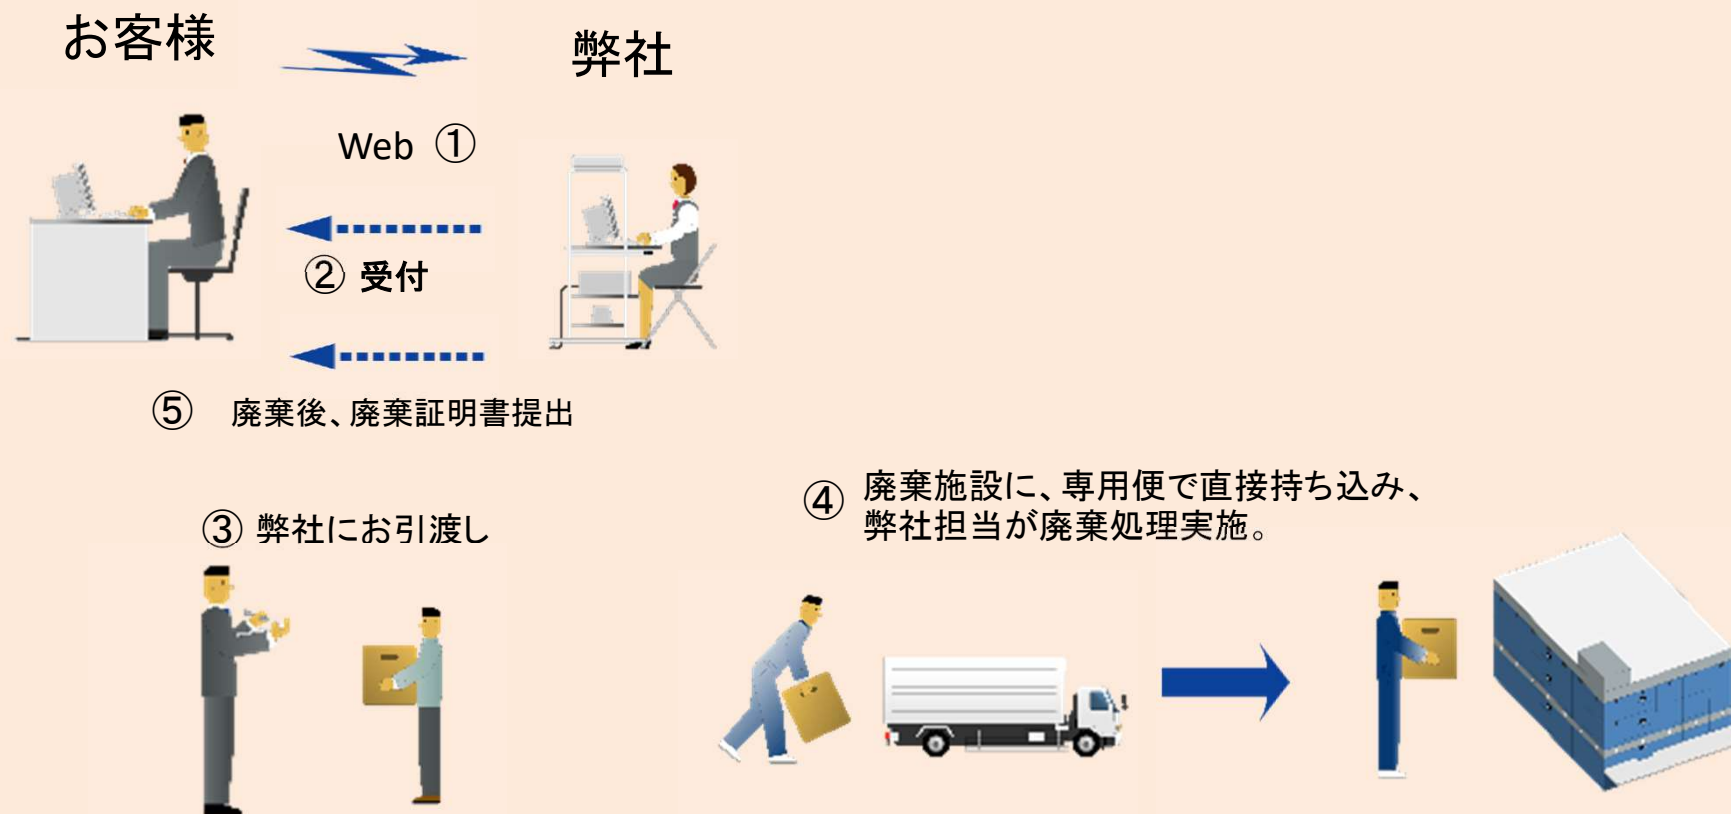 お客様
弊社
Web ①
② 受付
⑤ 廃棄後、廃棄証明書提出
③ 弊社にお引渡し
④ 廃棄施設に、専用便で直接持ち込み、
弊社担当が廃棄処理実施。